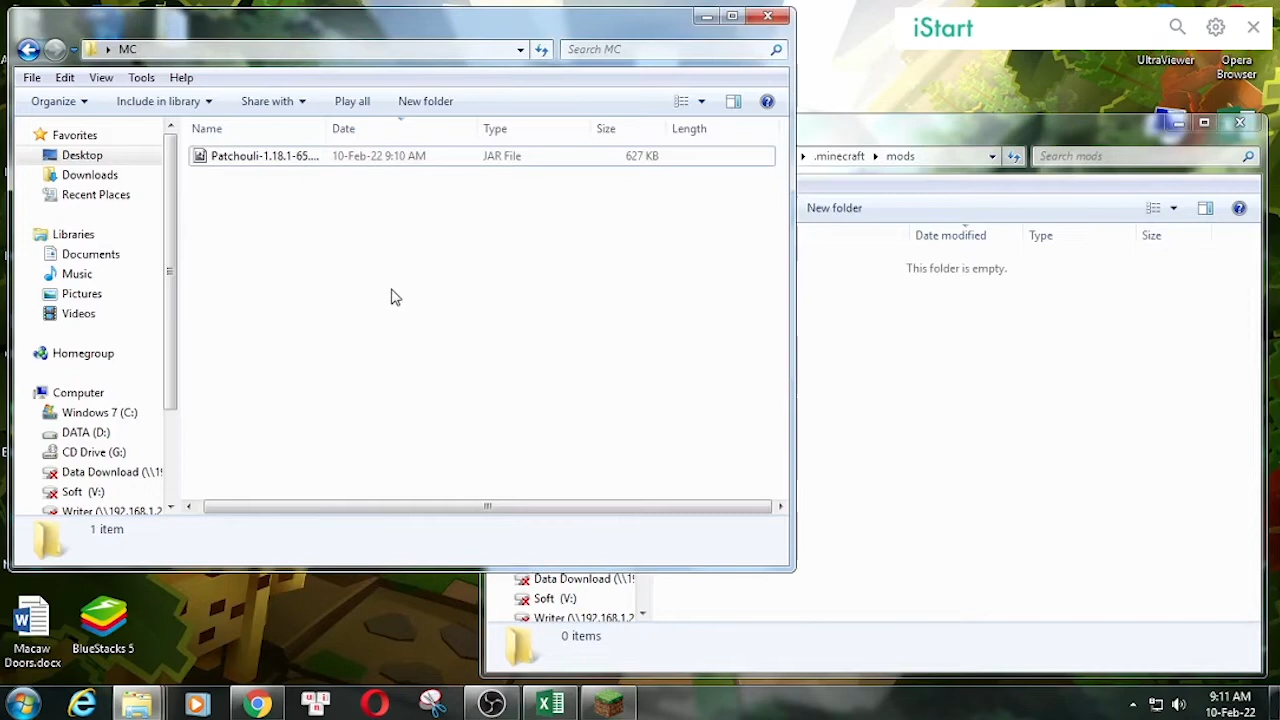 MC
Search MC
File Edit View Tools Help
Organize Include in library Share with Play all New folder
Name Date Type Size Length
Patchouli-1.18.1-65.... 10-Feb-22 9:10 AM JAR File 627 KB
Favorites
Desktop
Downloads
Recent Places
Libraries
Documents
Music
Pictures
Videos
Homegroup
Computer
Windows 7 (C:)
DATA (D:)
CD Drive (G:)
Data Download (\\19
Soft (V:)
Writer (\\192.168.1.2
1 item
iStart
UltraViewer
Opera
Browser
.minecraft mods
Search mods
New folder
Date modified Type Size
This folder is empty.
Data Download (\\19
Soft (V:)
Writer (\\192.168.1.2
0 items
Macaw
Doors.docx
BlueStacks 5
9:11 AM
10-Feb-22